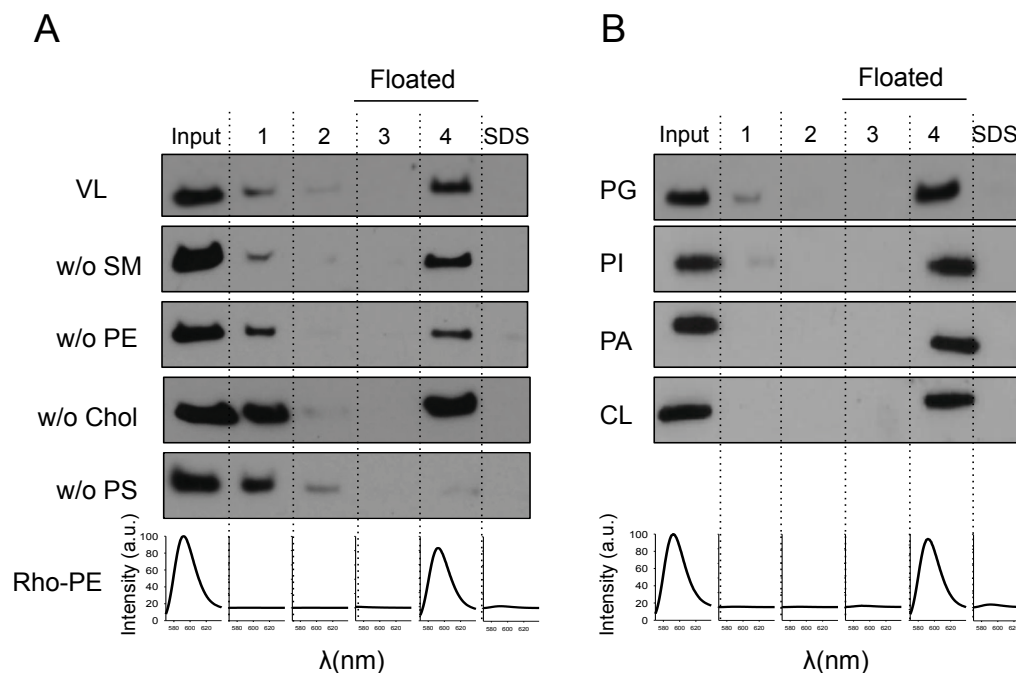 A
Floated
Input 1 2 3 4 SDS
VL
w/o SM
w/o PE
w/o Chol
w/o PS
Rho-PE
Intensity (a.u.)
100
80
60
40
20
0
580 600 620
580 600 620
580 600 620
580 600 620
580 600 620
580 600 620
λ(nm)
B
Floated
Input 1 2 3 4 SDS
PG
PI
PA
CL
Intensity (a.u.)
100
80
60
40
20
0
580 600 620
580 600 620
580 600 620
580 600 620
580 600 620
580 600 620
λ(nm)